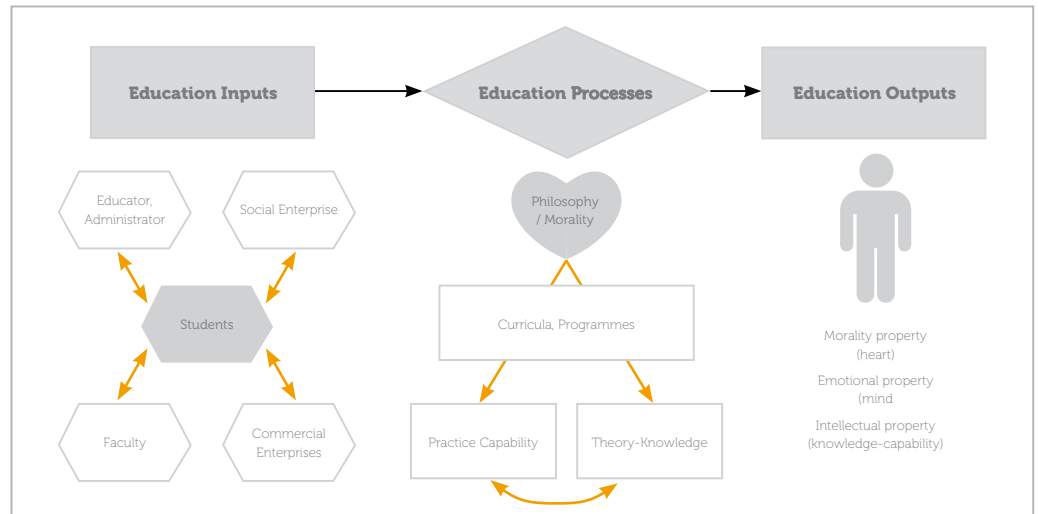 Education Inputs
Education Processes
Education Outputs
Educator,
Administrator
Social Enterprise
Students
Faculty
Commercial
Enterprises
Philosophy
/ Morality
Curricula, Programmes
Practice Capability
Theory-Knowledge
Morality property
(heart)
Emotional property
(mind
Intellectual property
(knowledge-capability)